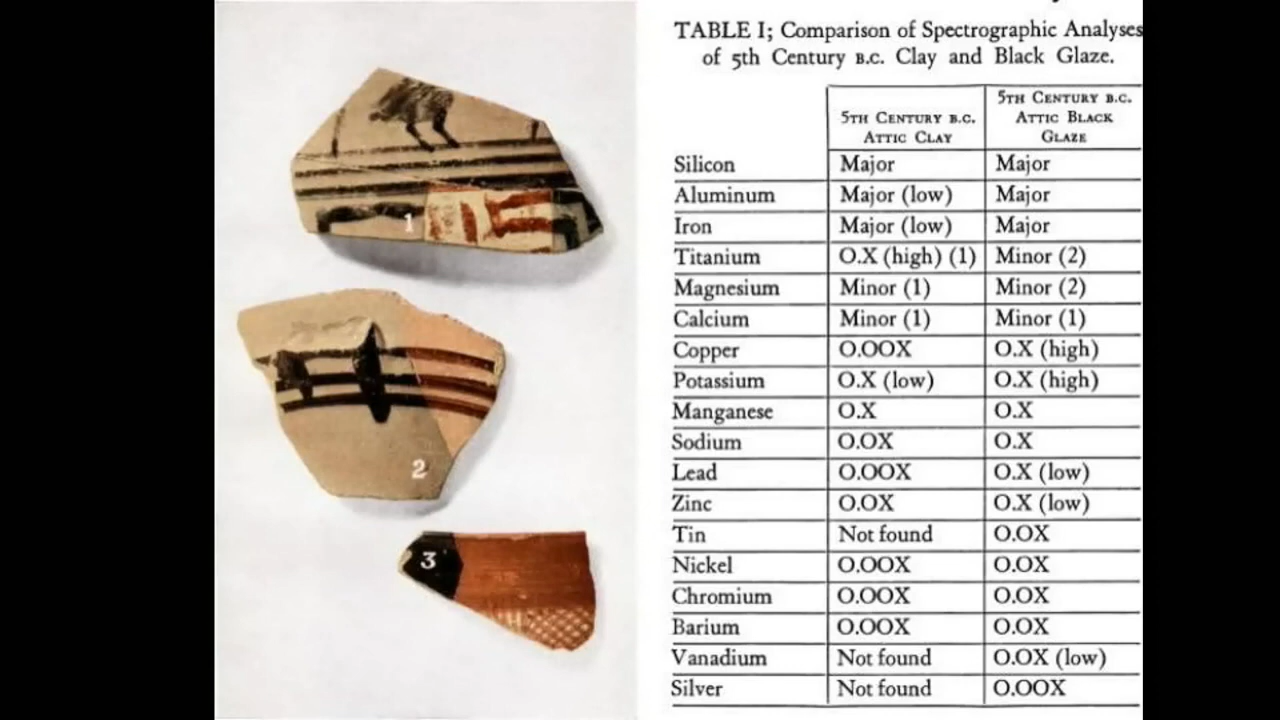 1
2
3
TABLE I; Comparison of Spectrographic Analyses
of 5th Century B.C. Clay and Black Glaze.
5TH CENTURY B.C. ATTIC CLAY 5TH CENTURY B.C. ATTIC BLACK GLAZE
Silicon Major Major
Aluminum Major (low) Major
Iron Major (low) Major
Titanium O.X (high) (1) Minor (2)
Magnesium Minor (1) Minor (2)
Calcium Minor (1) Minor (1)
Copper O.OOX O.X (high)
Potassium O.X (low) O.X (high)
Manganese O.X O.X
Sodium O.OX O.X
Lead O.OOX O.X (low)
Zinc O.OX O.X (low)
Tin Not found O.OX
Nickel O.OOX O.OX
Chromium O.OOX O.OX
Barium O.OOX O.OX
Vanadium Not found O.OX (low)
Silver Not found O.OOX